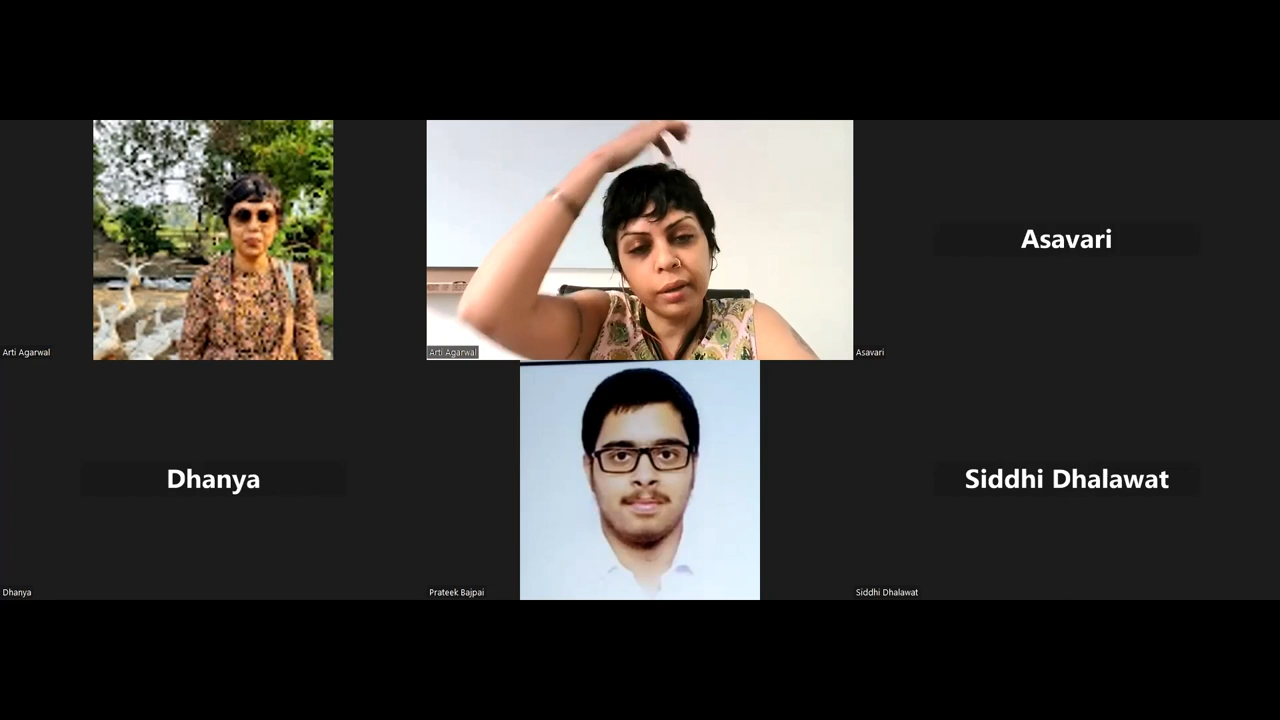 Asavari
Arti Agarwal
Arti Agarwal
Asavari
Dhanya
Siddhi Dhalawat
Dhanya
Prateek Bajpai
Siddhi Dhalawat